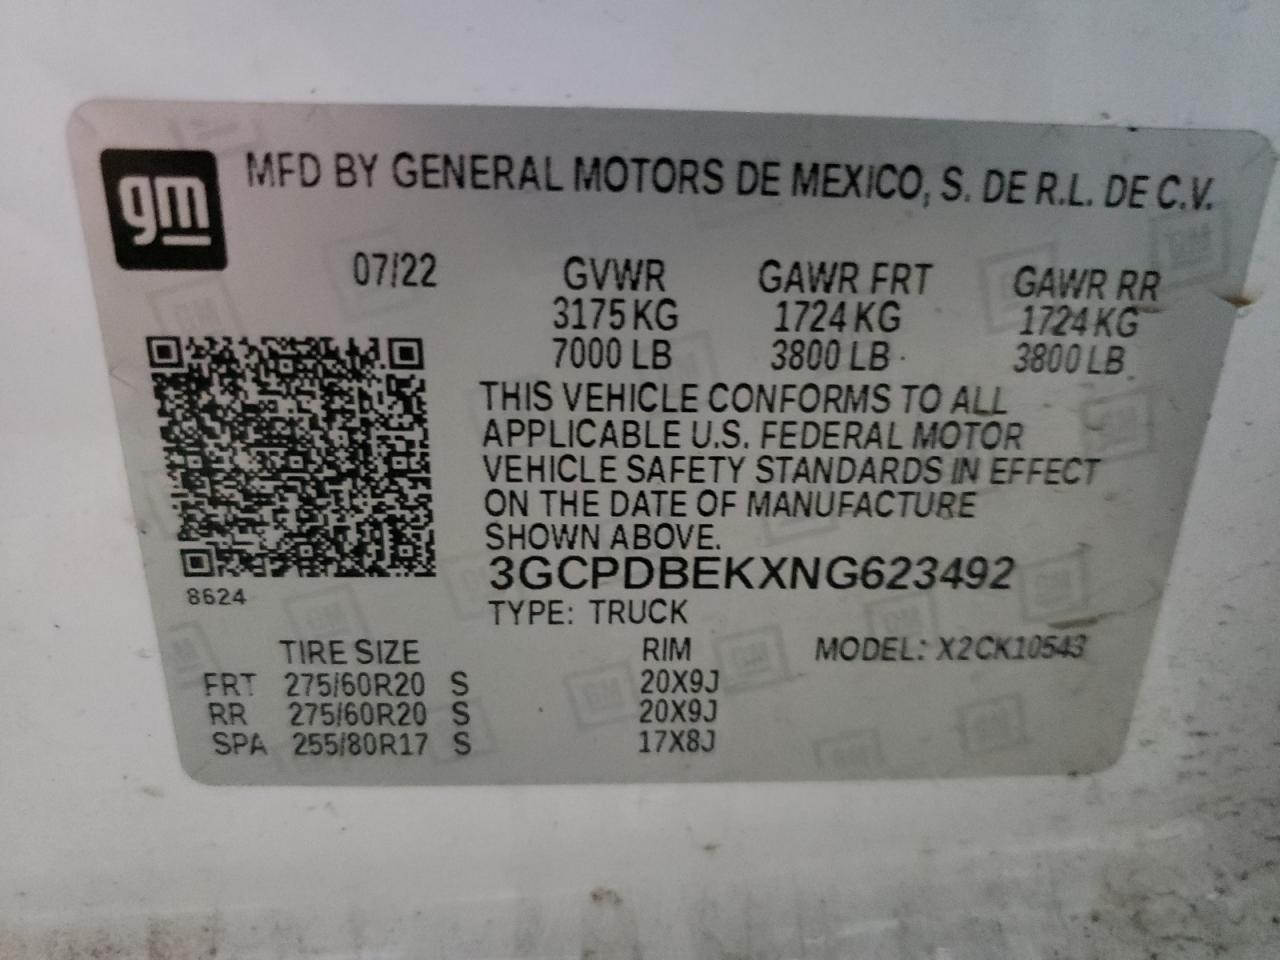 gm MFD BY GENERAL MOTORS DE MEXICO, S. DE R.L. DE C.V.
07/22 GVWR GAWR FRT GAWR RR
3175 KG 1724 KG 1724 KG
7000 LB 3800 LB 3800 LB
THIS VEHICLE CONFORMS TO ALL
APPLICABLE U.S. FEDERAL MOTOR
VEHICLE SAFETY STANDARDS IN EFFECT
ON THE DATE OF MANUFACTURE
SHOWN ABOVE.
3GCPDBEKXNG623492
8624
TYPE: TRUCK
TIRE SIZE RIM MODEL: X2CK10543
FRT 275/60R20 S 20X9J
RR 275/60R20 S 20X9J
SPA 255/80R17 S 17X8J